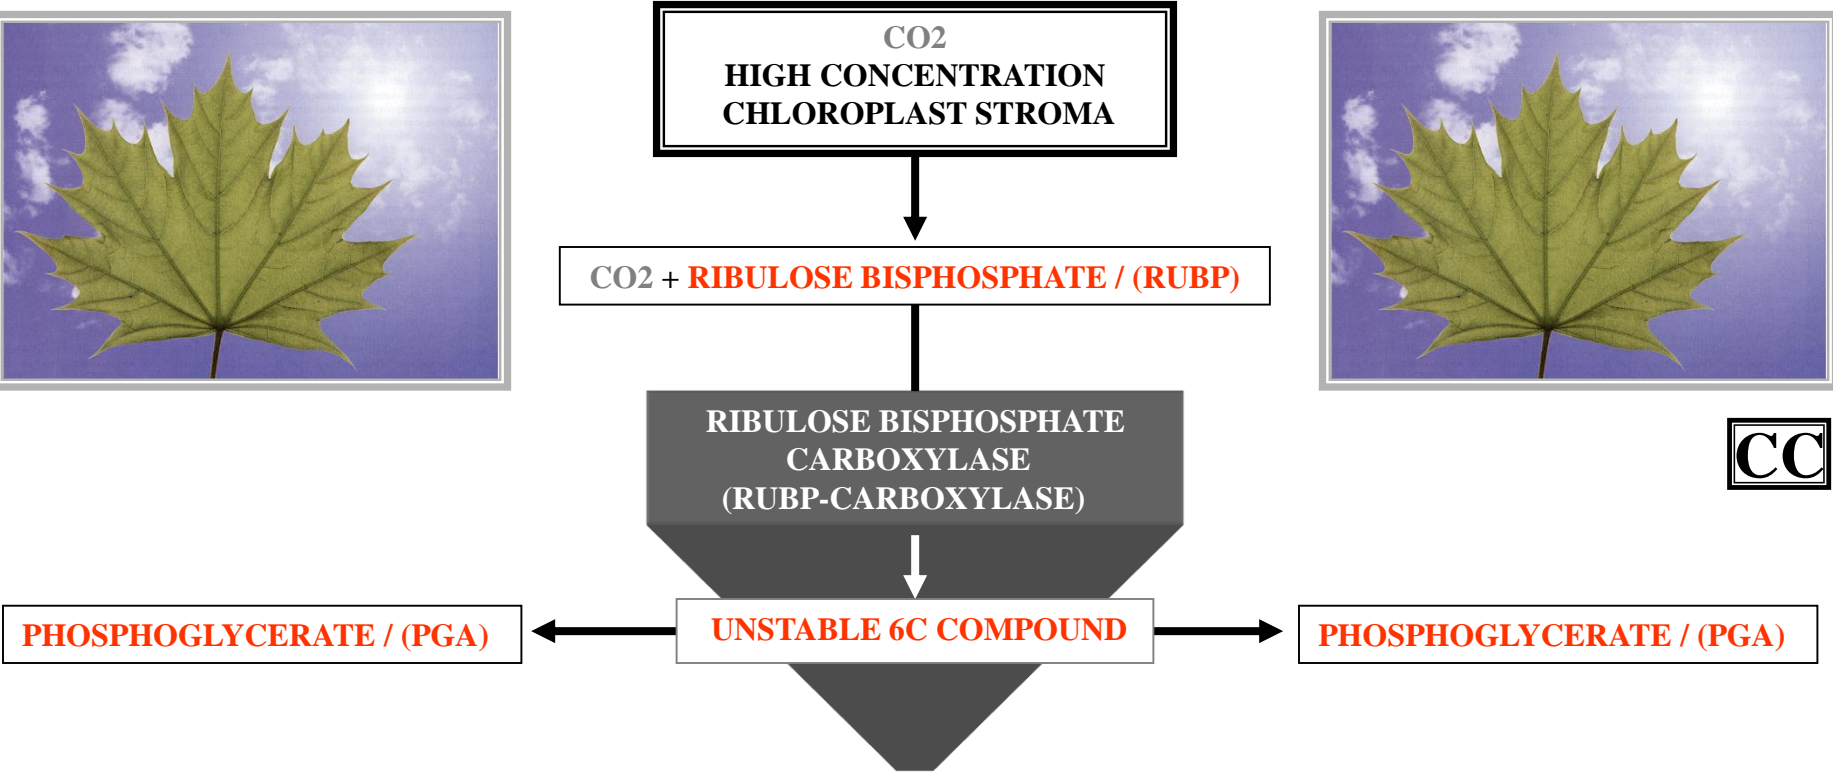 CO2
HIGH CONCENTRATION
CHLOROPLAST STROMA
CO2 + RIBULOSE BISPHOSPHATE / (RUBP)
RIBULOSE BISPHOSPHATE
CARBOXYLASE
(RUBP-CARBOXYLASE)
CC
PHOSPHOGLYCERATE / (PGA)
UNSTABLE 6C COMPOUND
PHOSPHOGLYCERATE / (PGA)